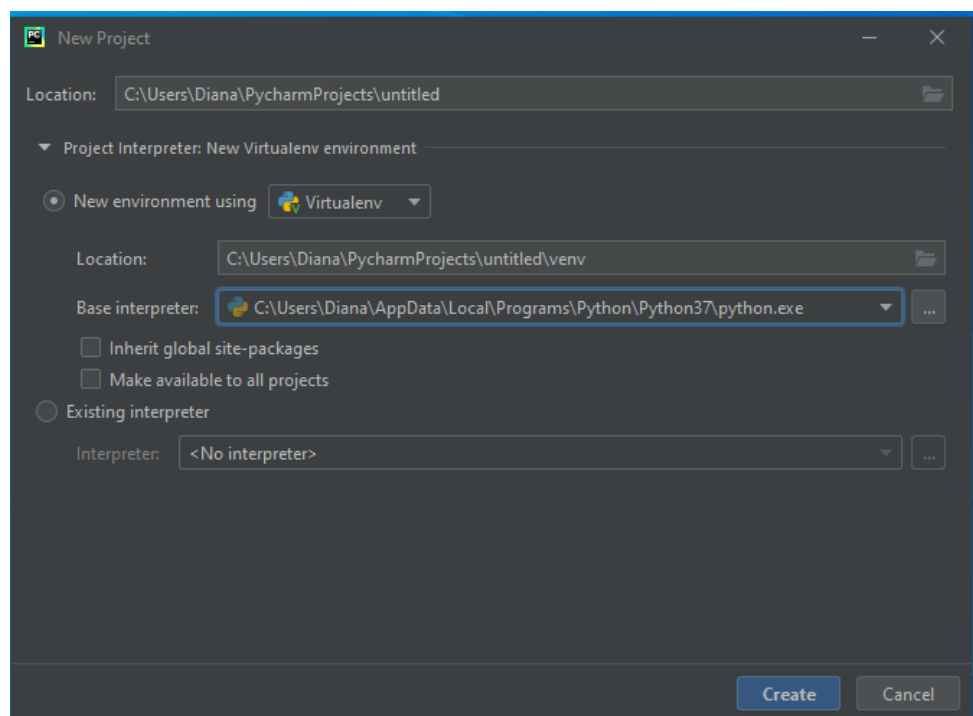 PC New Project
Location: C:\Users\Diana\PycharmProjects\untitled
Project Interpreter: New Virtualenv environment
New environment using Virtualenv
Location: C:\Users\Diana\PycharmProjects\untitled\venv
Base interpreter: C:\Users\Diana\AppData\Local\Programs\Python\Python37\python.exe ...
Inherit global site-packages
Make available to all projects
Existing interpreter
Interpreter: <No interpreter> ...
Create Cancel